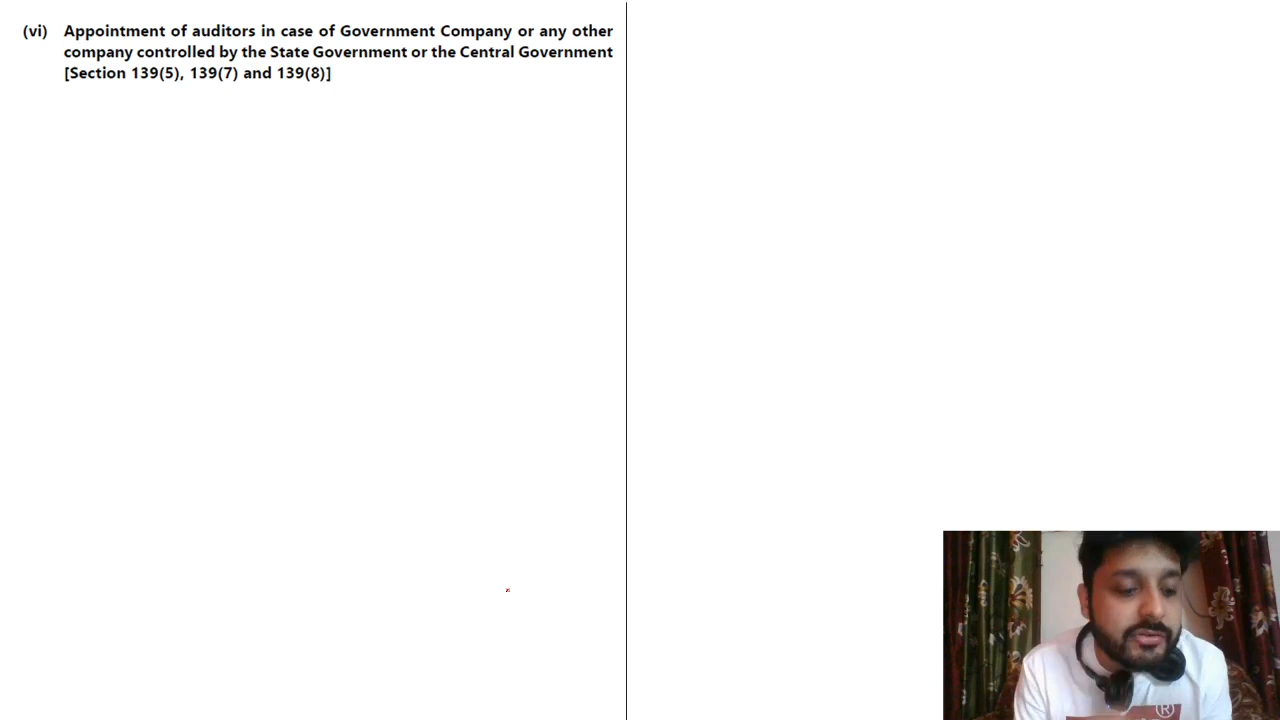 (vi) Appointment of auditors in case of Government Company or any other
company controlled by the State Government or the Central Government
[Section 139(5), 139(7) and 139(8)]
®